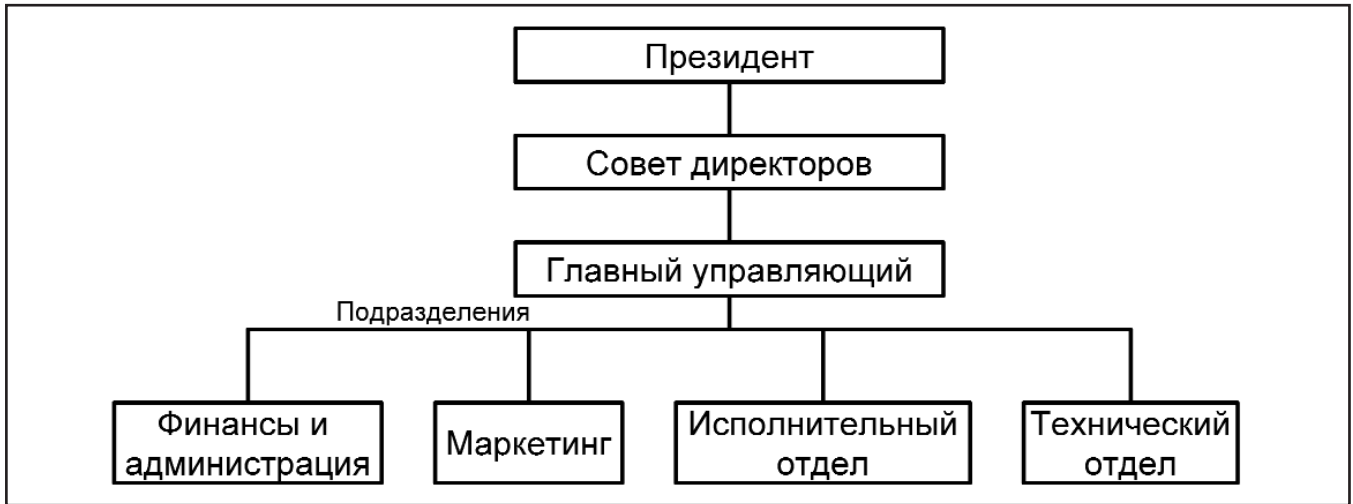 Президент
Совет директоров
Главный управляющий
Подразделения
Финансы и
администрация
Маркетинг
Исполнительный
отдел
Технический
отдел